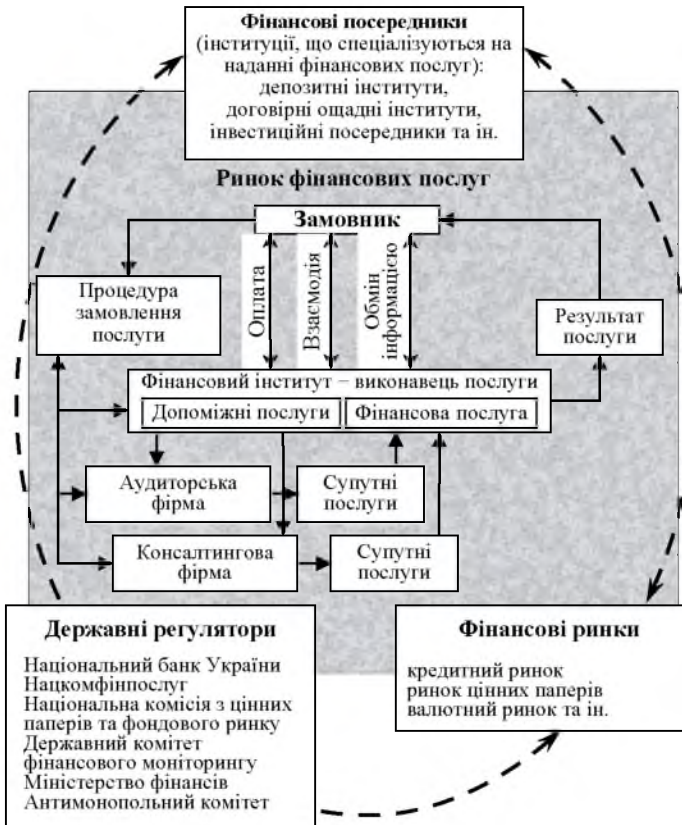 Фінансові посередники
(інституції, що спеціалізуються на
наданні фінансових послуг):
депозитні інститути,
договірні ощадні інститути,
інвестиційні посередники та ін.
Ринок фінансових послуг
Замовник
Процедура
замовлення
послуги
Оплата
Взаємодія
Обмін
інформацією
Результат
послуги
Фінансовий інститут – виконавець послуги
Допоміжні послуги
Фінансова послуга
Аудиторська
фірма
Супутні
послуги
Консалтингова
фірма
Супутні
послуги
Державні регулятори
Національний банк України
Нацкомфінпослуг
Національна комісія з цінних
паперів та фондового ринку
Державний комітет
фінансового моніторингу
Міністерство фінансів
Антимонопольний комітет
Фінансові ринки
кредитний ринок
ринок цінних паперів
валютний ринок та ін.